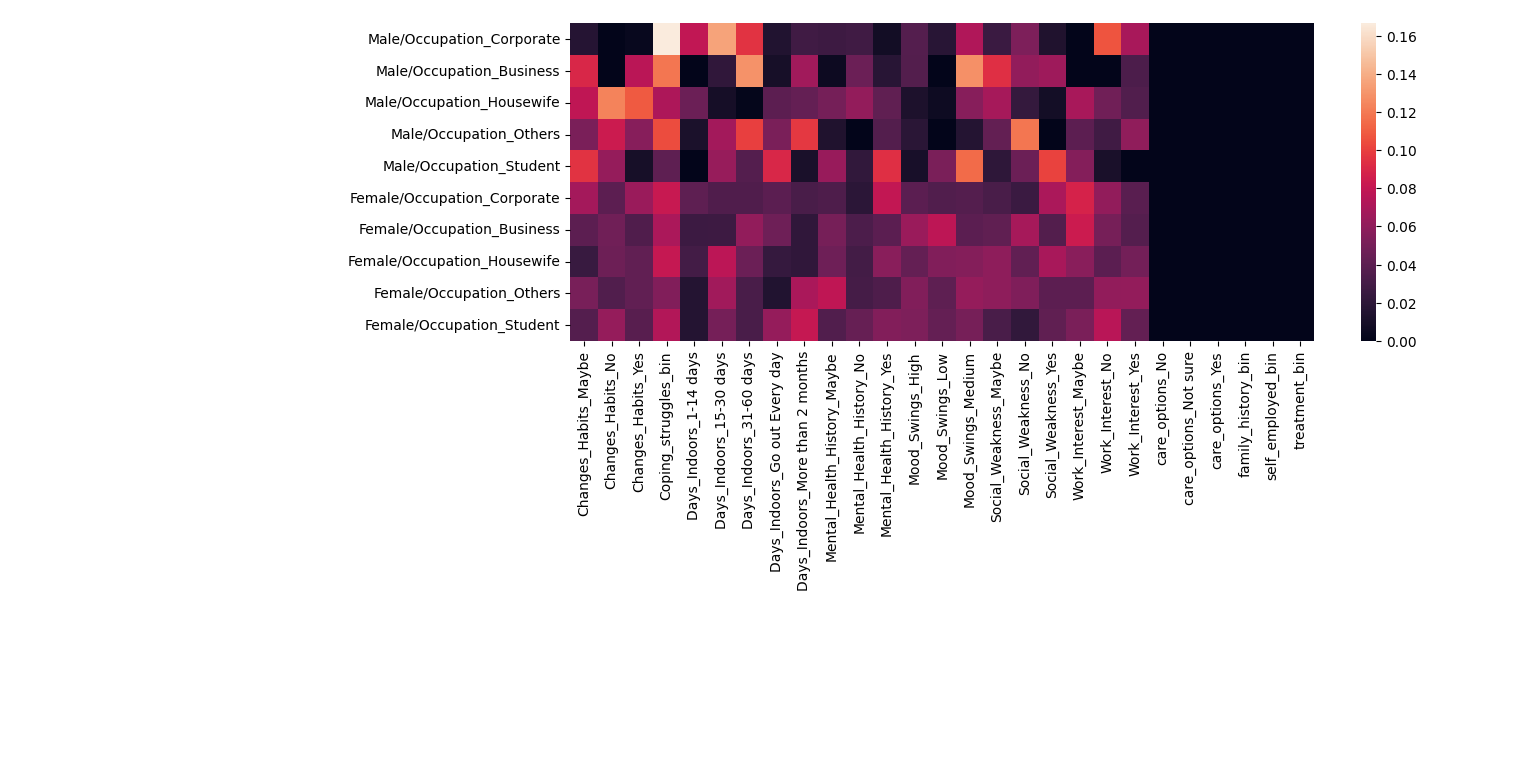 Male/Occupation_Corporate
Male/Occupation_Business
Male/Occupation_Housewife
Male/Occupation_Others
Male/Occupation_Student
Female/Occupation_Corporate
Female/Occupation_Business
Female/Occupation_Housewife
Female/Occupation_Others
Female/Occupation_Student
0.16
0.14
0.12
0.10
0.08
0.06
0.04
0.02
0.00
Changes_Habits_Maybe
Changes_Habits_No
Changes_Habits_Yes
Coping_struggles_bin
Days_Indoors_1-14 days
Days_Indoors_15-30 days
Days_Indoors_31-60 days
Days_Indoors_Go out Every day
Days_Indoors_More than 2 months
Mental_Health_History_Maybe
Mental_Health_History_No
Mental_Health_History_Yes
Mood_Swings_High
Mood_Swings_Low
Mood_Swings_Medium
Social_Weakness_Maybe
Social_Weakness_No
Social_Weakness_Yes
Work_Interest_Maybe
Work_Interest_No
Work_Interest_Yes
care_options_No
care_options_Not sure
care_options_Yes
family_history_bin
self_employed_bin
treatment_bin